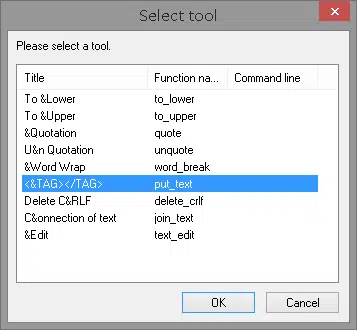 Select tool
Please select a tool.
Title Function na... Command line
To &Lower to_lower
To &Upper to_upper
&Quotation quote
U&n Quotation unquote
&Word Wrap word_break
<&TAG></TAG> put_text
Delete C&RLF delete_crlf
C&onnection of text join_text
&Edit text_edit
OK Cancel